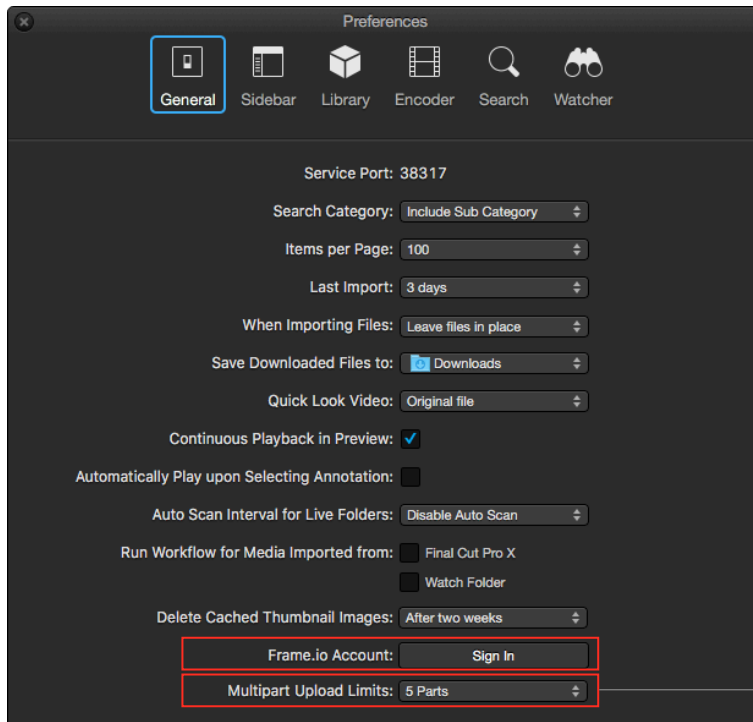 Preferences
General Sidebar Library Encoder Search Watcher
Service Port: 38317
Search Category: Include Sub Category
Items per Page: 100
Last Import: 3 days
When Importing Files: Leave files in place
Save Downloaded Files to: Downloads
Quick Look Video: Original file
Continuous Playback in Preview:
Automatically Play upon Selecting Annotation:
Auto Scan Interval for Live Folders: Disable Auto Scan
Run Workflow for Media Imported from: Final Cut Pro X
Watch Folder
Delete Cached Thumbnail Images: After two weeks
Frame.io Account: Sign In
Multipart Upload Limits: 5 Parts